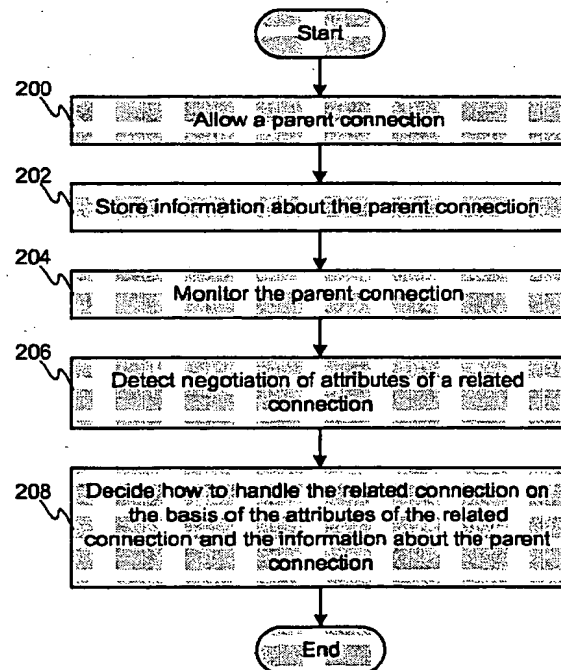 Start
200
Allow a parent connection
202
Store information about the parent connection
204
Monitor the parent connection
206
Detect negotiation of attributes of a related
connection
208
Decide how to handle the related connection on
the basis of the attributes of the related
connection and the information about the parent
connection
End